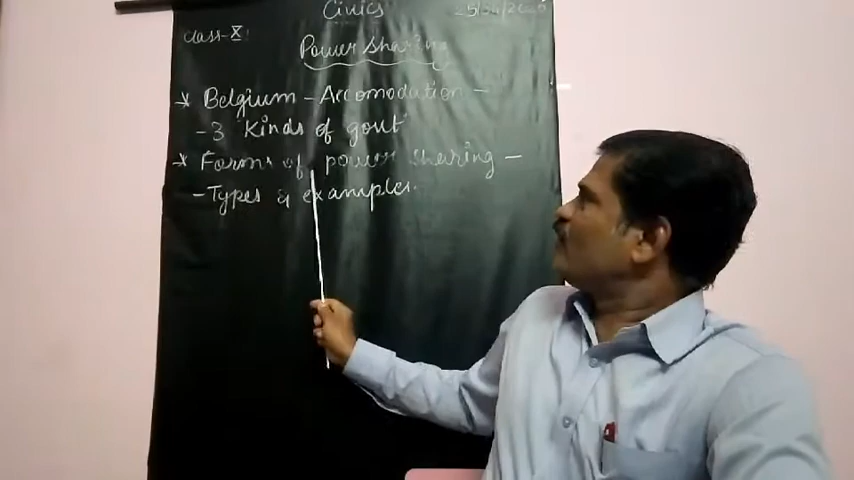 Civics
class-X
Power Sharing
* Belgium - Accomodation -
- 3 Kinds of govt
* Forms of power sharing -
- Types & examples.